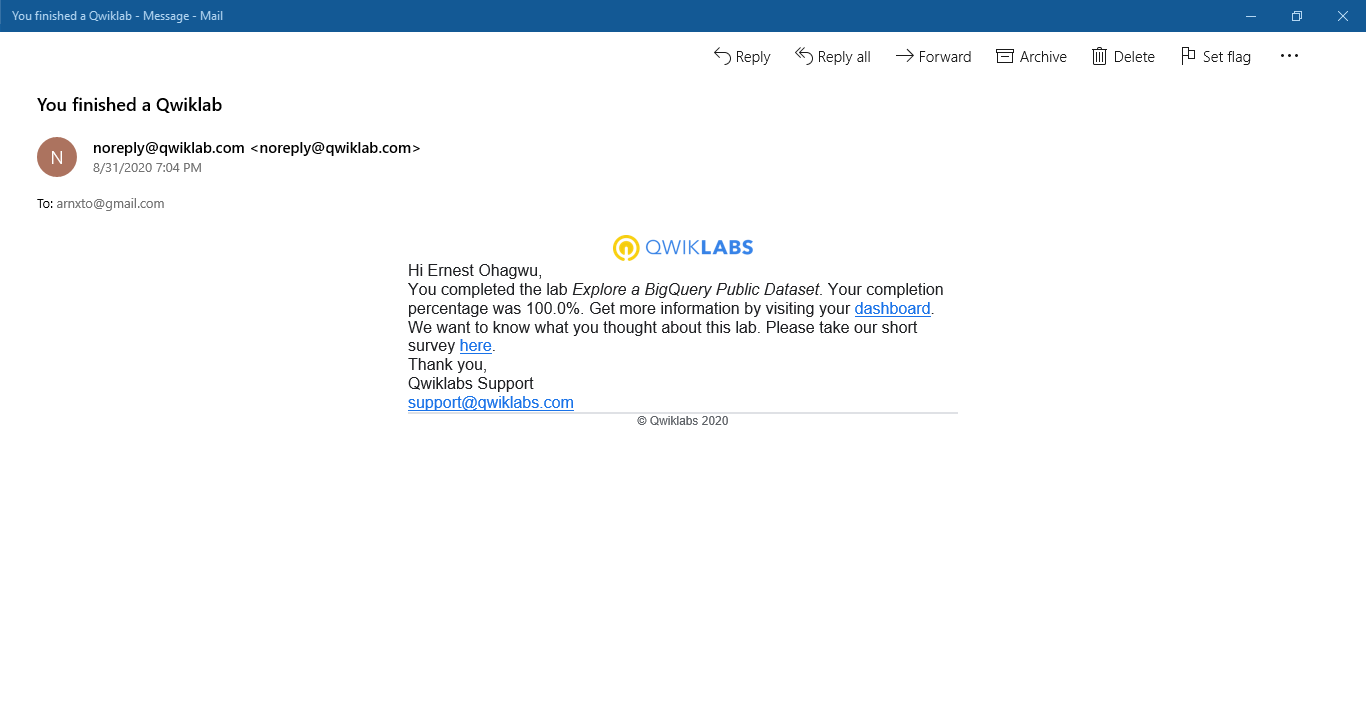 You finished a Qwiklab - Message - Mail
Reply Reply all Forward Archive Delete Set flag ...
You finished a Qwiklab
N
noreply@qwiklab.com <noreply@qwiklab.com>
8/31/2020 7:04 PM
To: arnxto@gmail.com
QWIKLABS
Hi Ernest Ohagwu,
You completed the lab Explore a BigQuery Public Dataset. Your completion
percentage was 100.0%. Get more information by visiting your dashboard.
We want to know what you thought about this lab. Please take our short
survey here.
Thank you,
Qwiklabs Support
support@qwiklabs.com
© Qwiklabs 2020